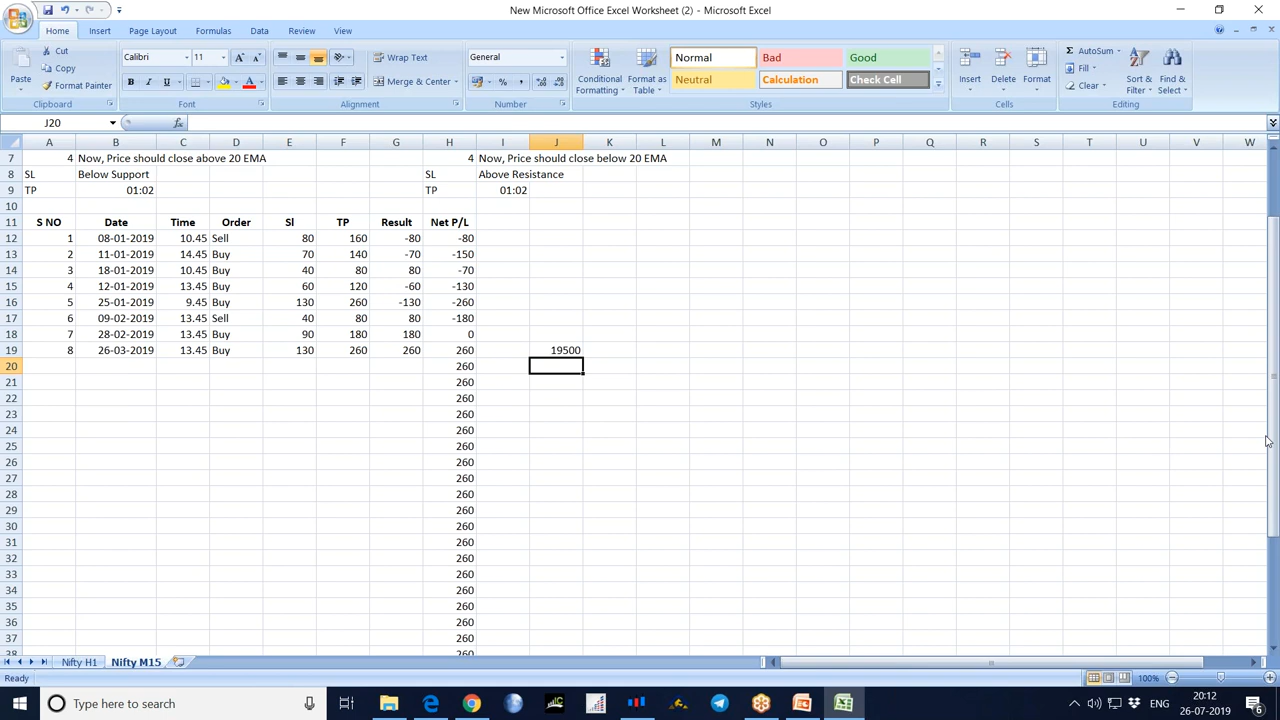 New Microsoft Office Excel Worksheet (2) - Microsoft Excel
Home Insert Page Layout Formulas Data Review View
Cut
Copy
Format Painter
Paste
Clipboard
Calibri 11
B I U
Font
Wrap Text
Merge & Center
Alignment
General
% ,
Number
Conditional Formatting
Format as Table
Normal Bad Good
Neutral Calculation Check Cell
Styles
Insert Delete Format
Cells
AutoSum
Fill
Clear
Sort & Filter
Find & Select
Editing
J20 fx
A B C D E F G H I J K L M N O P Q R S T U V W
7 4 Now, Price should close above 20 EMA 4 Now, Price should close below 20 EMA
8 SL Below Support SL Above Resistance
9 TP 01:02 TP 01:02
10
11 S NO Date Time Order Sl TP Result Net P/L
12 1 08-01-2019 10.45 Sell 80 160 -80 -80
13 2 11-01-2019 14.45 Buy 70 140 -70 -150
14 3 18-01-2019 10.45 Buy 40 80 80 -70
15 4 12-01-2019 13.45 Buy 60 120 -60 -130
16 5 25-01-2019 9.45 Buy 130 260 -130 -260
17 6 09-02-2019 13.45 Sell 40 80 80 -180
18 7 28-02-2019 13.45 Buy 90 180 180 0
19 8 26-03-2019 13.45 Buy 130 260 260 260 19500
20 260
21 260
22 260
23 260
24 260
25 260
26 260
27 260
28 260
29 260
30 260
31 260
32 260
33 260
34 260
35 260
36 260
37 260
38 260
Nifty H1 Nifty M15
Ready 100%
Type here to search
ENG
20:12
26-07-2019
6